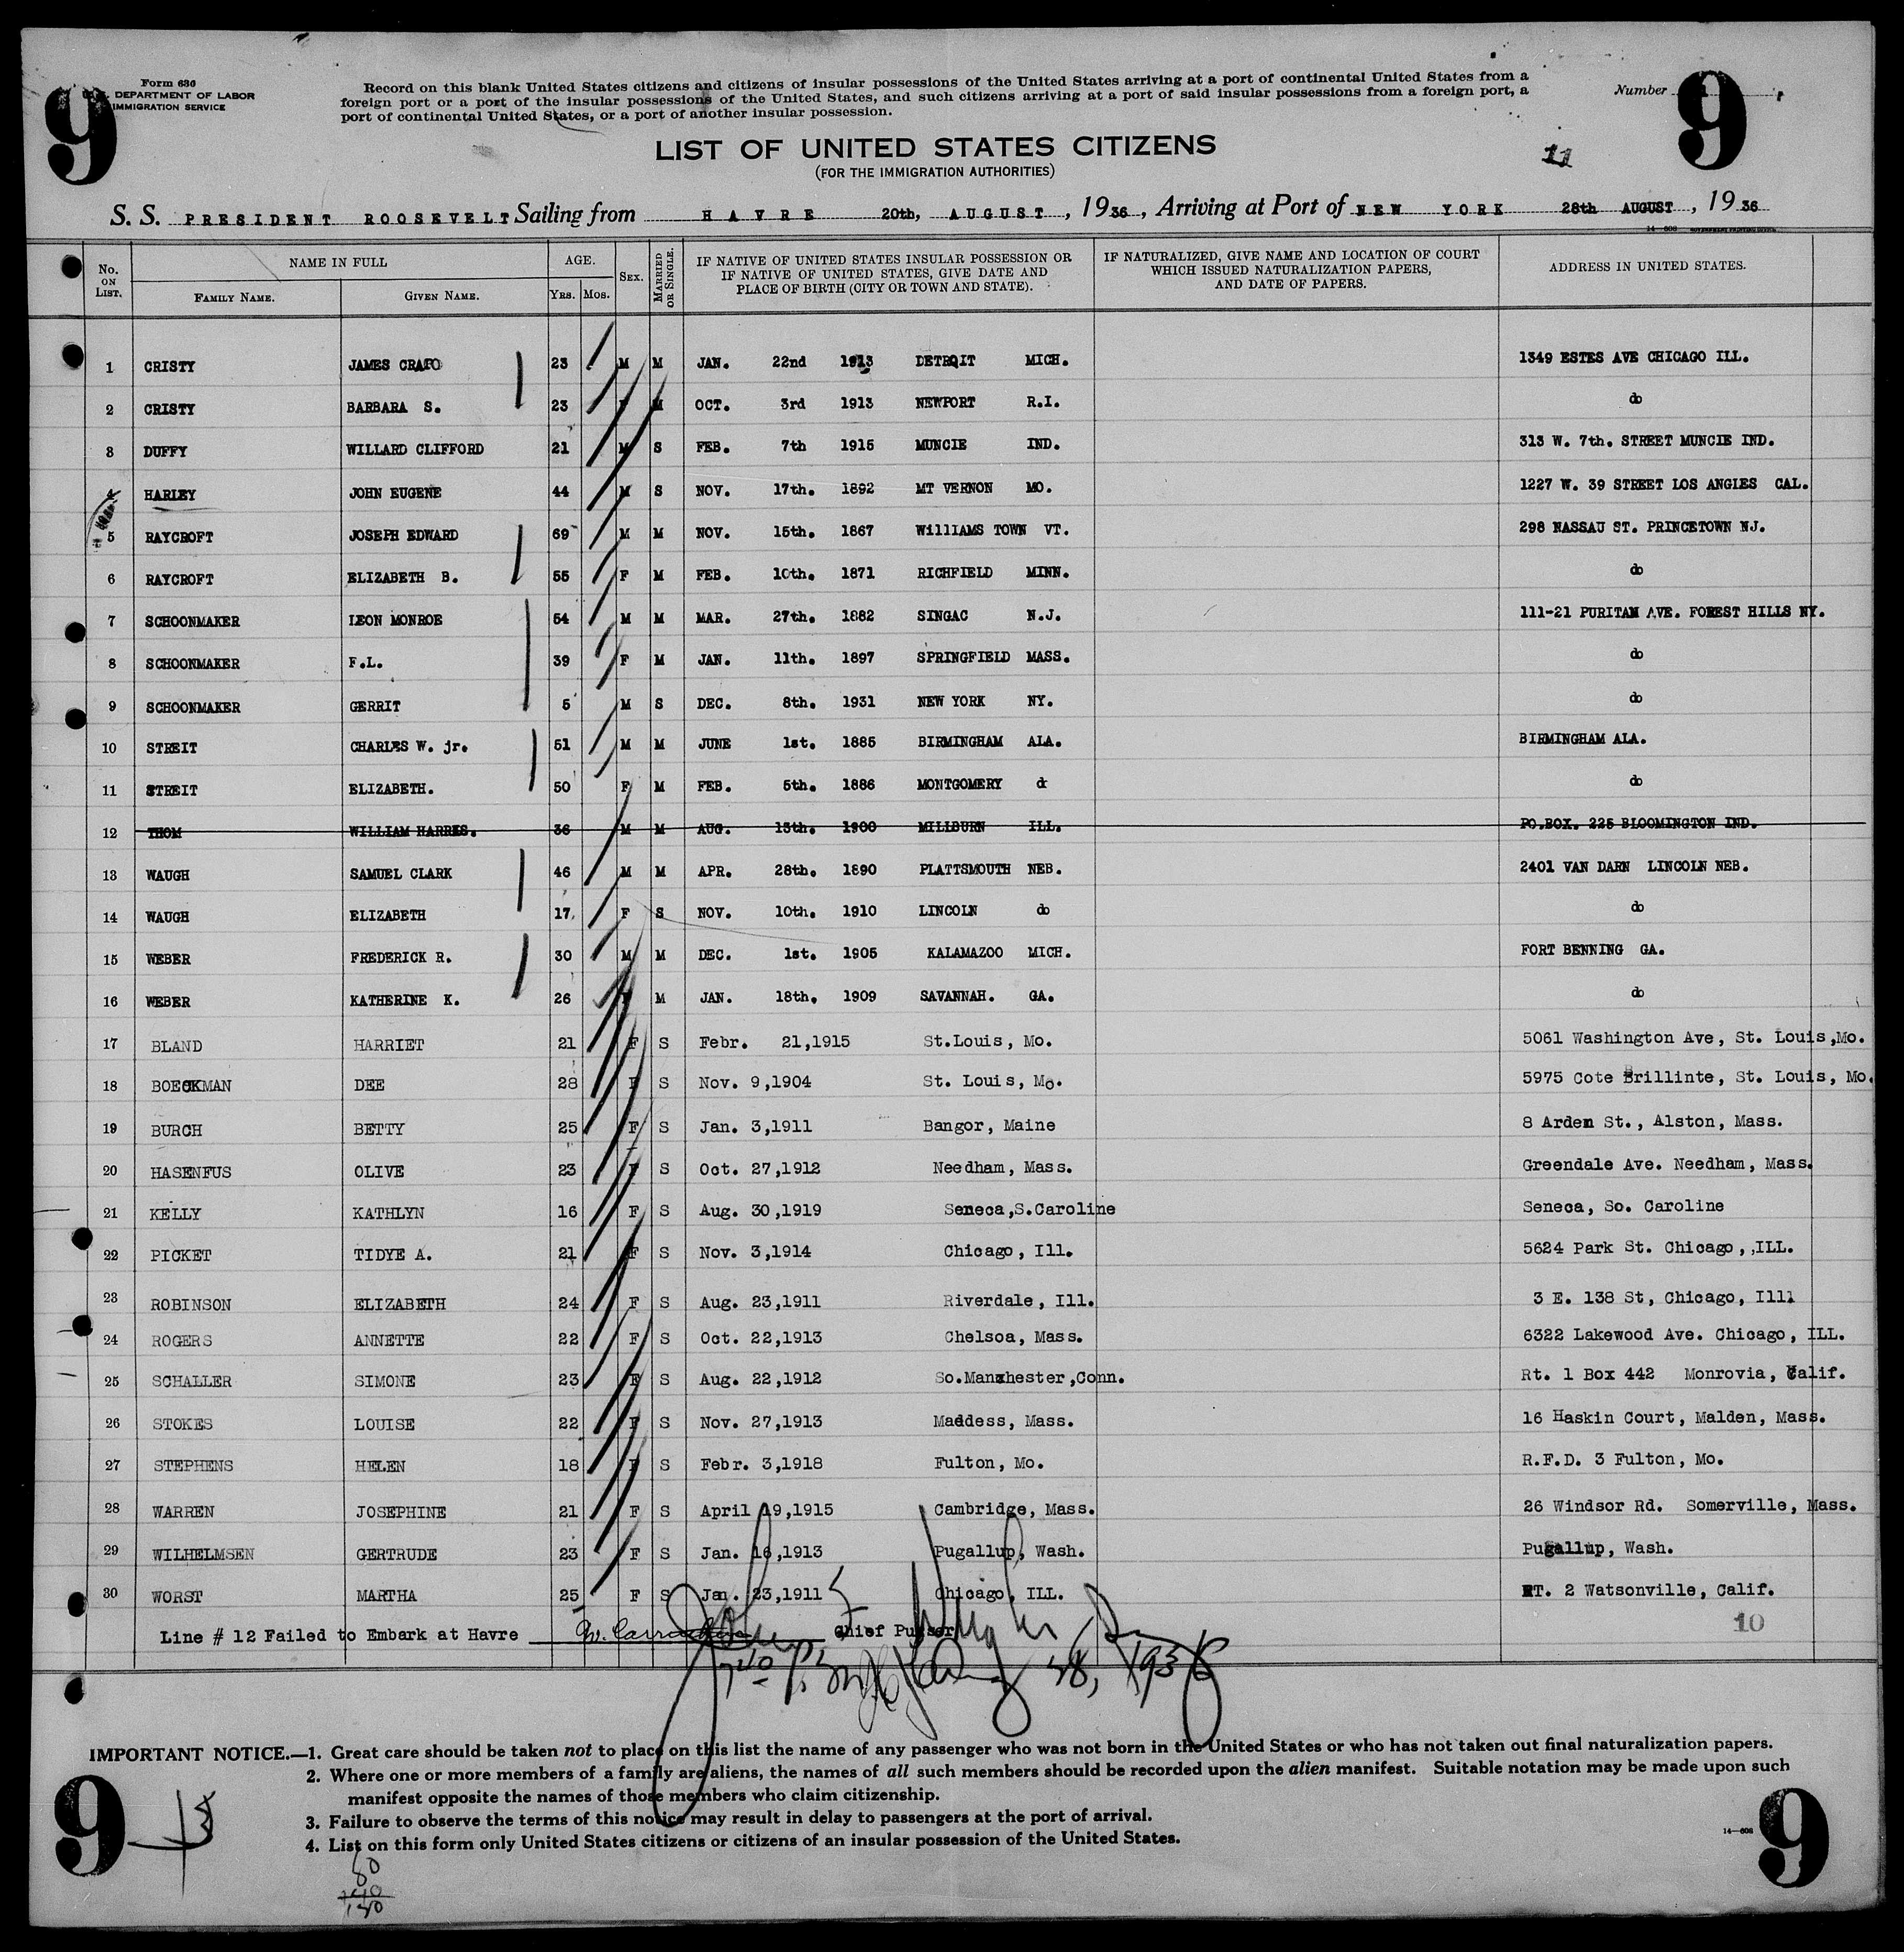 9
Form 636
U. S. DEPARTMENT OF LABOR
IMMIGRATION SERVICE
Record on this blank United States citizens and citizens of insular possessions of the United States arriving at a port of continental United States from a
foreign port or a port of the insular possessions of the United States, and such citizens arriving at a port of said insular possessions from a foreign port, a
port of continental United States, or a port of another insular possession.
Number
9
LIST OF UNITED STATES CITIZENS
(FOR THE IMMIGRATION AUTHORITIES)
11
S. S. PRESIDENT ROOSEVELT Sailing from HAVRE 20th, AUGUST, 1936, Arriving at Port of NEW YORK 28th AUGUST, 1936
No. ON LIST. NAME IN FULL FAMILY NAME. GIVEN NAME. AGE. YRS. MOS. SEX. MARRIED OR SINGLE. IF NATIVE OF UNITED STATES INSULAR POSSESSION OR IF NATIVE OF UNITED STATES, GIVE DATE AND PLACE OF BIRTH (CITY OR TOWN AND STATE). IF NATURALIZED, GIVE NAME AND LOCATION OF COURT WHICH ISSUED NATURALIZATION PAPERS, AND DATE OF PAPERS. ADDRESS IN UNITED STATES.
1 CRISTY JAMES CRAPO 23 M M JAN. 22nd 1913 DETROIT MICH. 1349 ESTES AVE CHICAGO ILL.
2 CRISTY BARBARA S. 23 F M OCT. 3rd 1913 NEWPORT R.I. do
3 DUFFY WILLARD CLIFFORD 21 M S FEB. 7th 1915 MUNCIE IND. 313 W. 7th. STREET MUNCIE IND.
4 HARLEY JOHN EUGENE 44 M S NOV. 17th. 1892 MT VERNON MO. 1227 W. 39 STREET LOS ANGIES CAL.
5 RAYCROFT JOSEPH EDWARD 69 M M NOV. 15th. 1867 WillIAMS TOWN VT. 298 NASSAU ST. PRINCETOWN NJ.
6 RAYCROFT ELIZABETH B. 55 F M FEB. 10th. 1871 RICHFIELD MINN. do
7 SCHOONMAKER LEON MONROE 54 M M MAR. 27th. 1882 SINGAC N.J. 111-21 PURITAN AVE. FOREST HILLS NY.
8 SCHOONMAKER F.L. 39 F M JAN. 11th. 1897 SPRINGFIELD MASS. do
9 SCHOONMAKER GERRIT 5 M S DEC. 8th. 1931 NEW YORK NY. do
10 STREIT CHARLES W. jr. 51 M M JUNE 1st. 1885 BIRMINGHAM ALA. BIRMINGHAM ALA.
11 STREIT ELIZABETH. 50 F M FEB. 5th. 1886 MONTGOMERY d do
12 THOM WILLIAM HARRES. 36 M M AUG. 13th. 1900 MILLBURN ILL. PO.BOX. 225 BLOOMINGTON IND.
13 WAUGH SAMUEL CLARK 46 M M APR. 28th. 1890 PLATTSMOUTH NEB. 2401 VAN DARN LINCOLN NEB.
14 WAUGH ELIZABETH 17 F S NOV. 10th. 1910 LINCOLN do do
15 WEBER FREDERICK R. 30 M M DEC. 1st. 1905 KALAMAZOO MICH. FORT BENNING GA.
16 WEBER KATHERINE K. 26 F M JAN. 18th. 1909 SAVANNAH. GA. do
17 BLAND HARRIET 21 F S Febr. 21,1915 St.Louis, Mo. 5061 Washington Ave, St. Louis,Mo.
18 BOECKMAN DEE 28 F S Nov. 9,1904 St. Louis, Mo. 5975 Cote Brillinte, St. Louis, Mo.
19 BURCH BETTY 25 F S Jan. 3,1911 Bangor, Maine 8 Arden St., Alston, Mass.
20 HASENFUS OLIVE 23 F S Oct. 27,1912 Needham, Mass. Greendale Ave. Needham, Mass.
21 KELLY KATHLYN 16 F S Aug. 30,1919 Seneca,S.Caroline Seneca, So. Caroline
22 PICKET TIDYE A. 21 F S Nov. 3,1914 Chicago, Ill. 5624 Park St. Chicago,,ILL.
23 ROBINSON ELIZABETH 24 F S Aug. 23,1911 Riverdale, Ill. 3 E. 138 St, Chicago, Ill.
24 ROGERS ANNETTE 22 F S Oct. 22,1913 Chelsoa, Mass. 6322 Lakewood Ave. Chicago, ILL.
25 SCHALLER SIMONE 23 F S Aug. 22,1912 So.Manxhester,Conn. Rt. 1 Box 442 Monrovia, Calif.
26 STOKES LOUISE 22 F S Nov. 27,1913 Maddess, Mass. 16 Haskin Court, Malden, Mass.
27 STEPHENS HELEN 18 F S Febr. 3,1918 Fulton, Mo. R.F.D. 3 Fulton, Mo.
28 WARREN JOSEPHINE 21 F S April 19,1915 Cambridge, Mass. 26 Windsor Rd. Somerville, Mass.
29 WILHELMSEN GERTRUDE 23 F S Jan. 16,1913 Pugallup, Wash. Pugallup, Wash.
30 WORST MARTHA 25 F S Jan. 23,1911 Chicago, ILL. RT. 2 Watsonville, Calif.
Line # 12 Failed to Embark at Havre Chief Purser
10
28, 1936
IMPORTANT NOTICE.—1. Great care should be taken not to place on this list the name of any passenger who was not born in the United States or who has not taken out final naturalization papers.
2. Where one or more members of a family are aliens, the names of all such members should be recorded upon the alien manifest. Suitable notation may be made upon such
manifest opposite the names of those members who claim citizenship.
3. Failure to observe the terms of this notice may result in delay to passengers at the port of arrival.
4. List on this form only United States citizens or citizens of an insular possession of the United States.
14—606
9
9